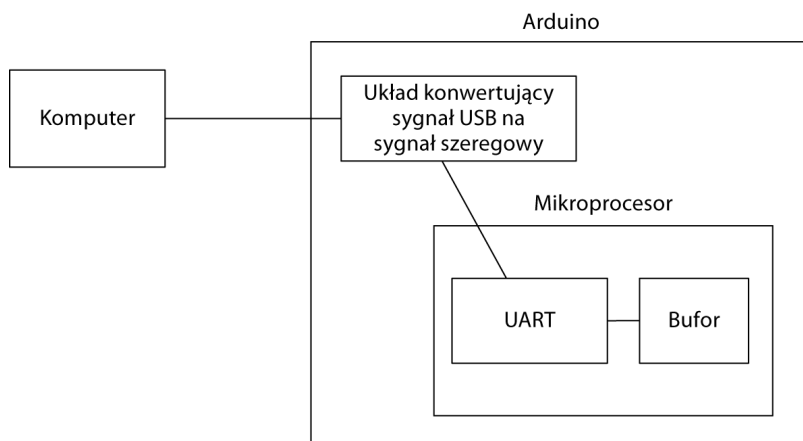 Arduino
Komputer
Układ konwertujący
sygnał USB na
sygnał szeregowy
Mikroprocesor
UART
Bufor